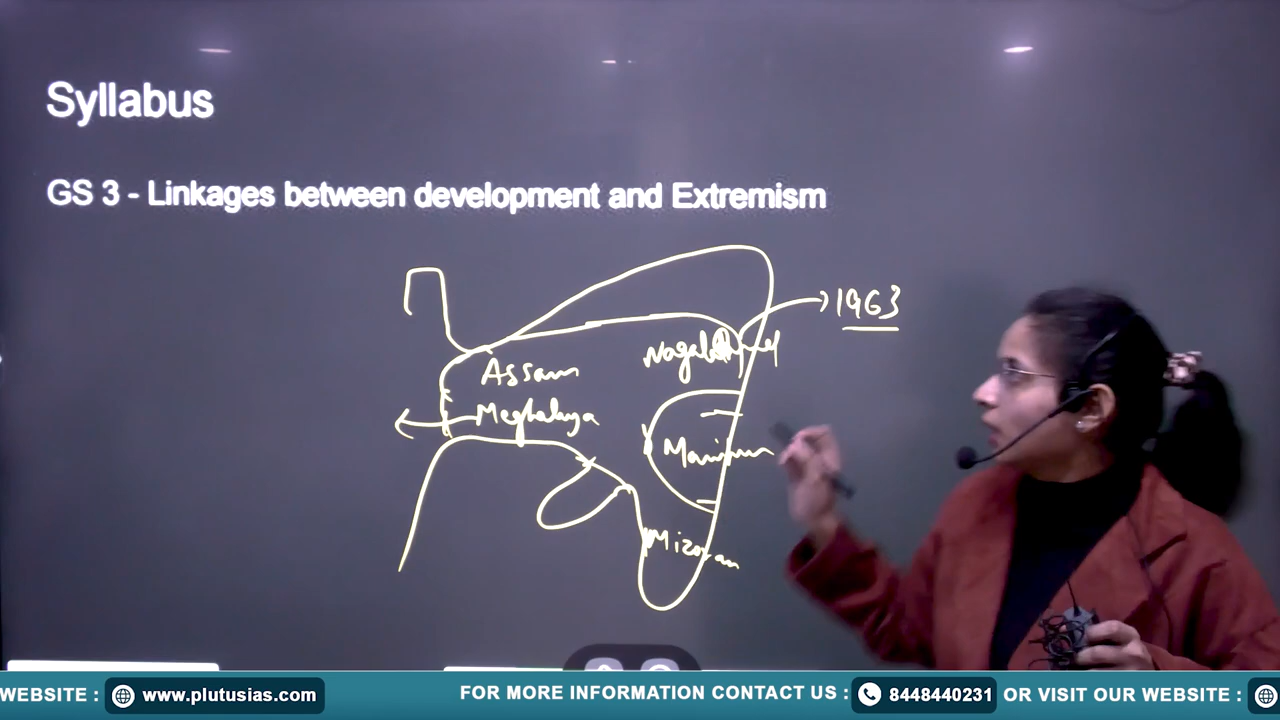 Syllabus
GS 3 - Linkages between development and Extremism
1963
Assam
Meghalaya
Mizoram
WEBSITE : www.plutusias.com FOR MORE INFORMATION CONTACT US : 8448440231 OR VISIT OUR WEBSITE :